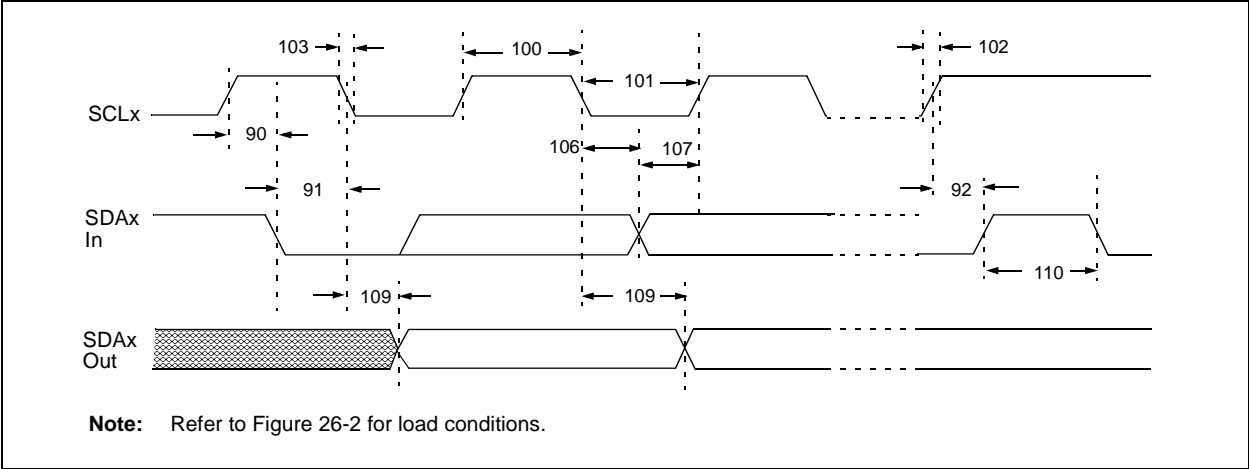 103
100
102
101
SCLx
90
106
107
91
92
SDAx
In
110
109
109
SDAx
Out
Note: Refer to Figure 26-2 for load conditions.